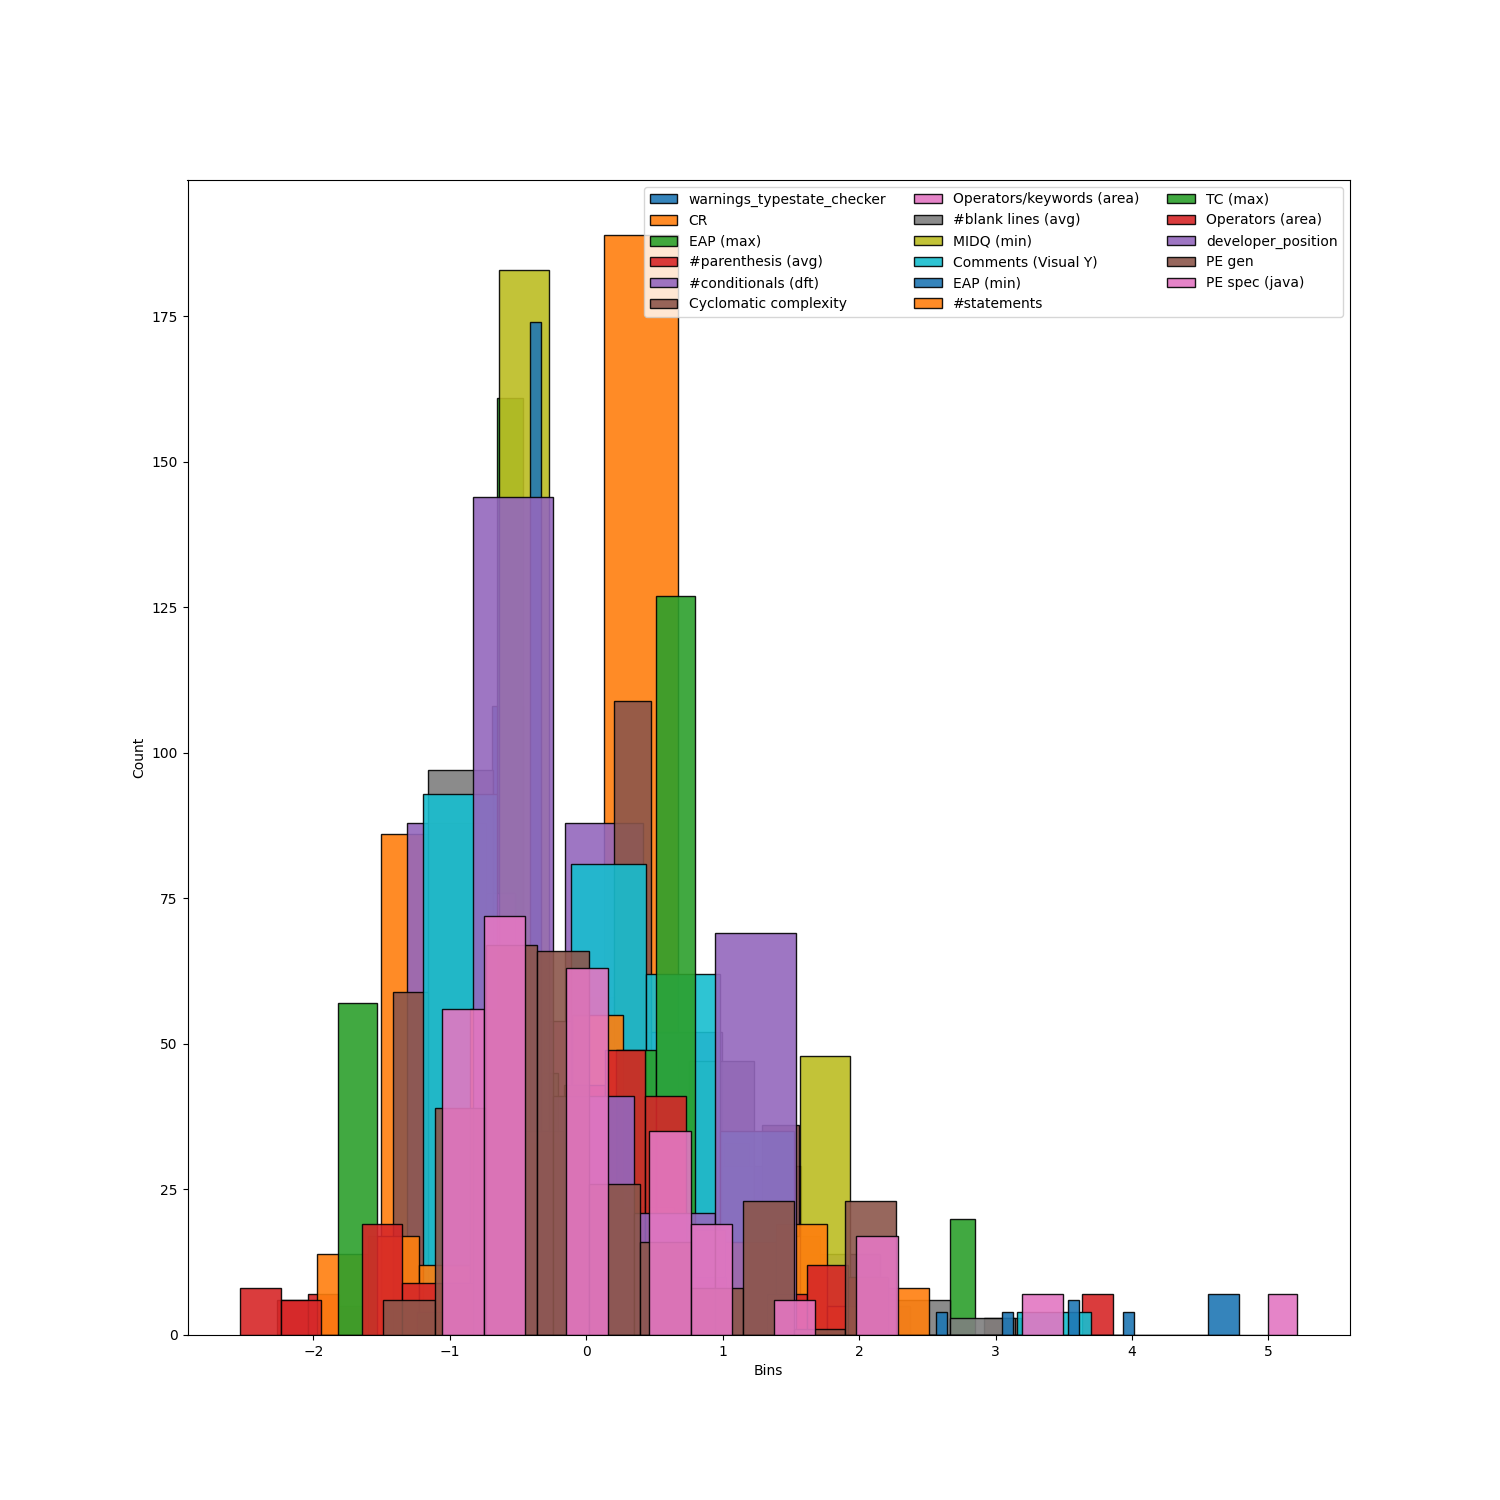 warnings_typestate_checker
CR
EAP (max)
#parenthesis (avg)
#conditionals (dft)
Cyclomatic complexity
Operators/keywords (area)
#blank lines (avg)
MIDQ (min)
Comments (Visual Y)
EAP (min)
#statements
TC (max)
Operators (area)
developer_position
PE gen
PE spec (java)
175
150
125
100
75
50
25
0
Count
−2 −1 0 1 2 3 4 5
Bins